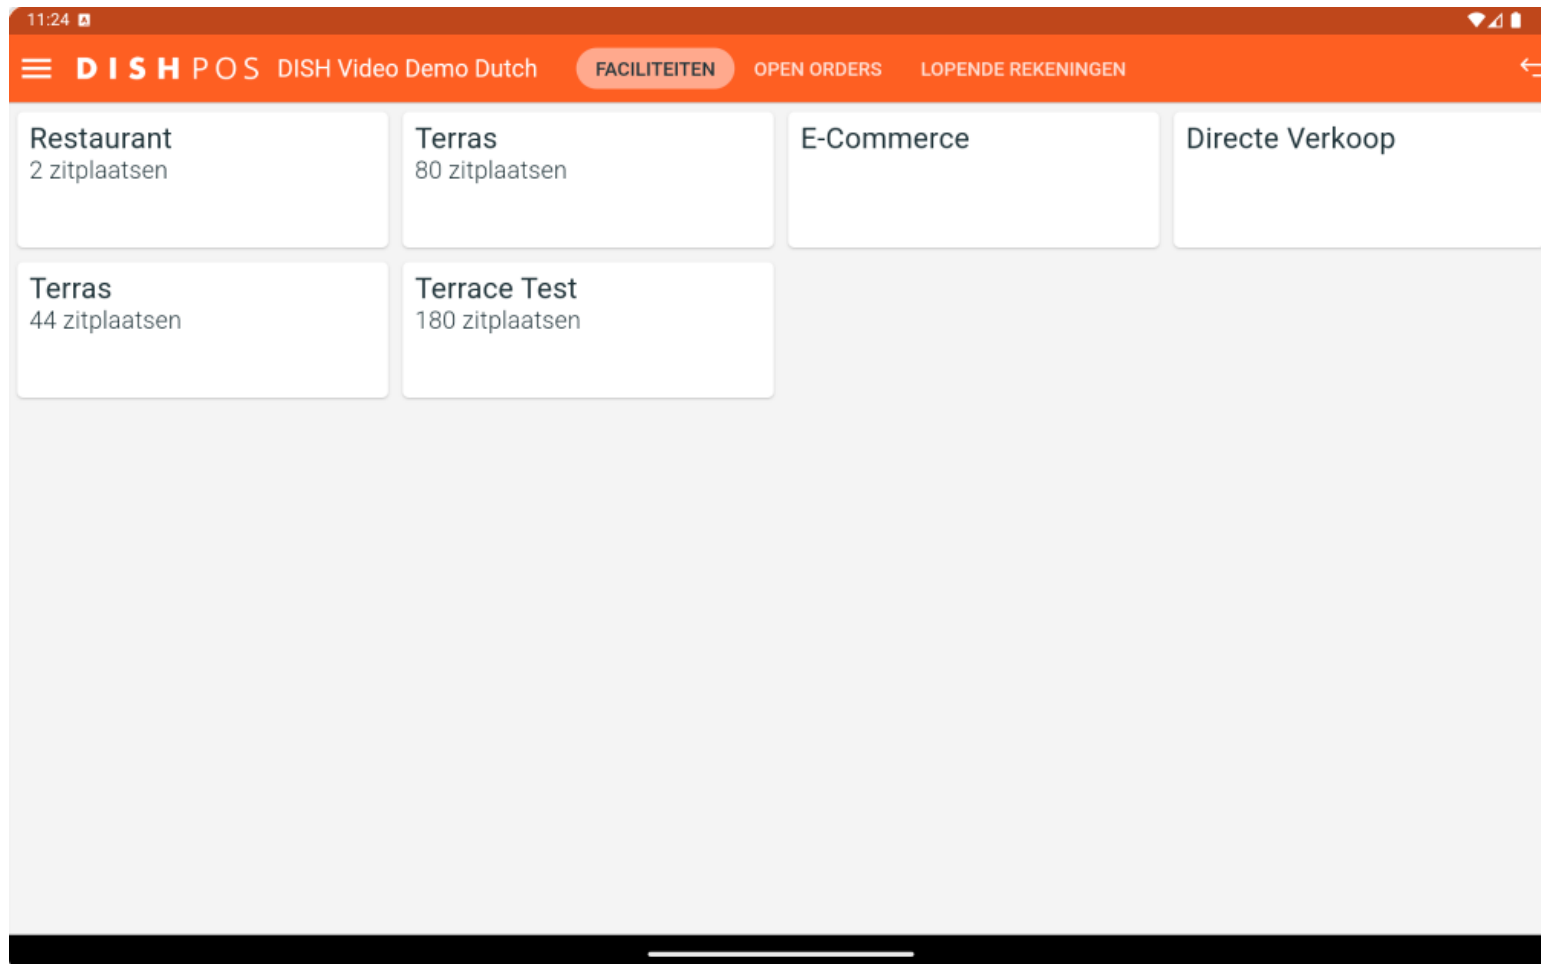 11:24
DISH POS DISH Video Demo Dutch FACILITEITEN OPEN ORDERS LOPENDE REKENINGEN
Restaurant
2 zitplaatsen
Terras
80 zitplaatsen
E-Commerce
Directe Verkoop
Terras
44 zitplaatsen
Terrace Test
180 zitplaatsen